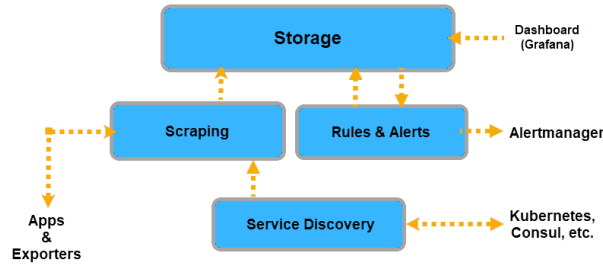 Storage
Dashboard
(Grafana)
Scraping
Rules & Alerts
Alertmanager
Apps
&
Exporters
Service Discovery
Kubernetes,
Consul, etc.